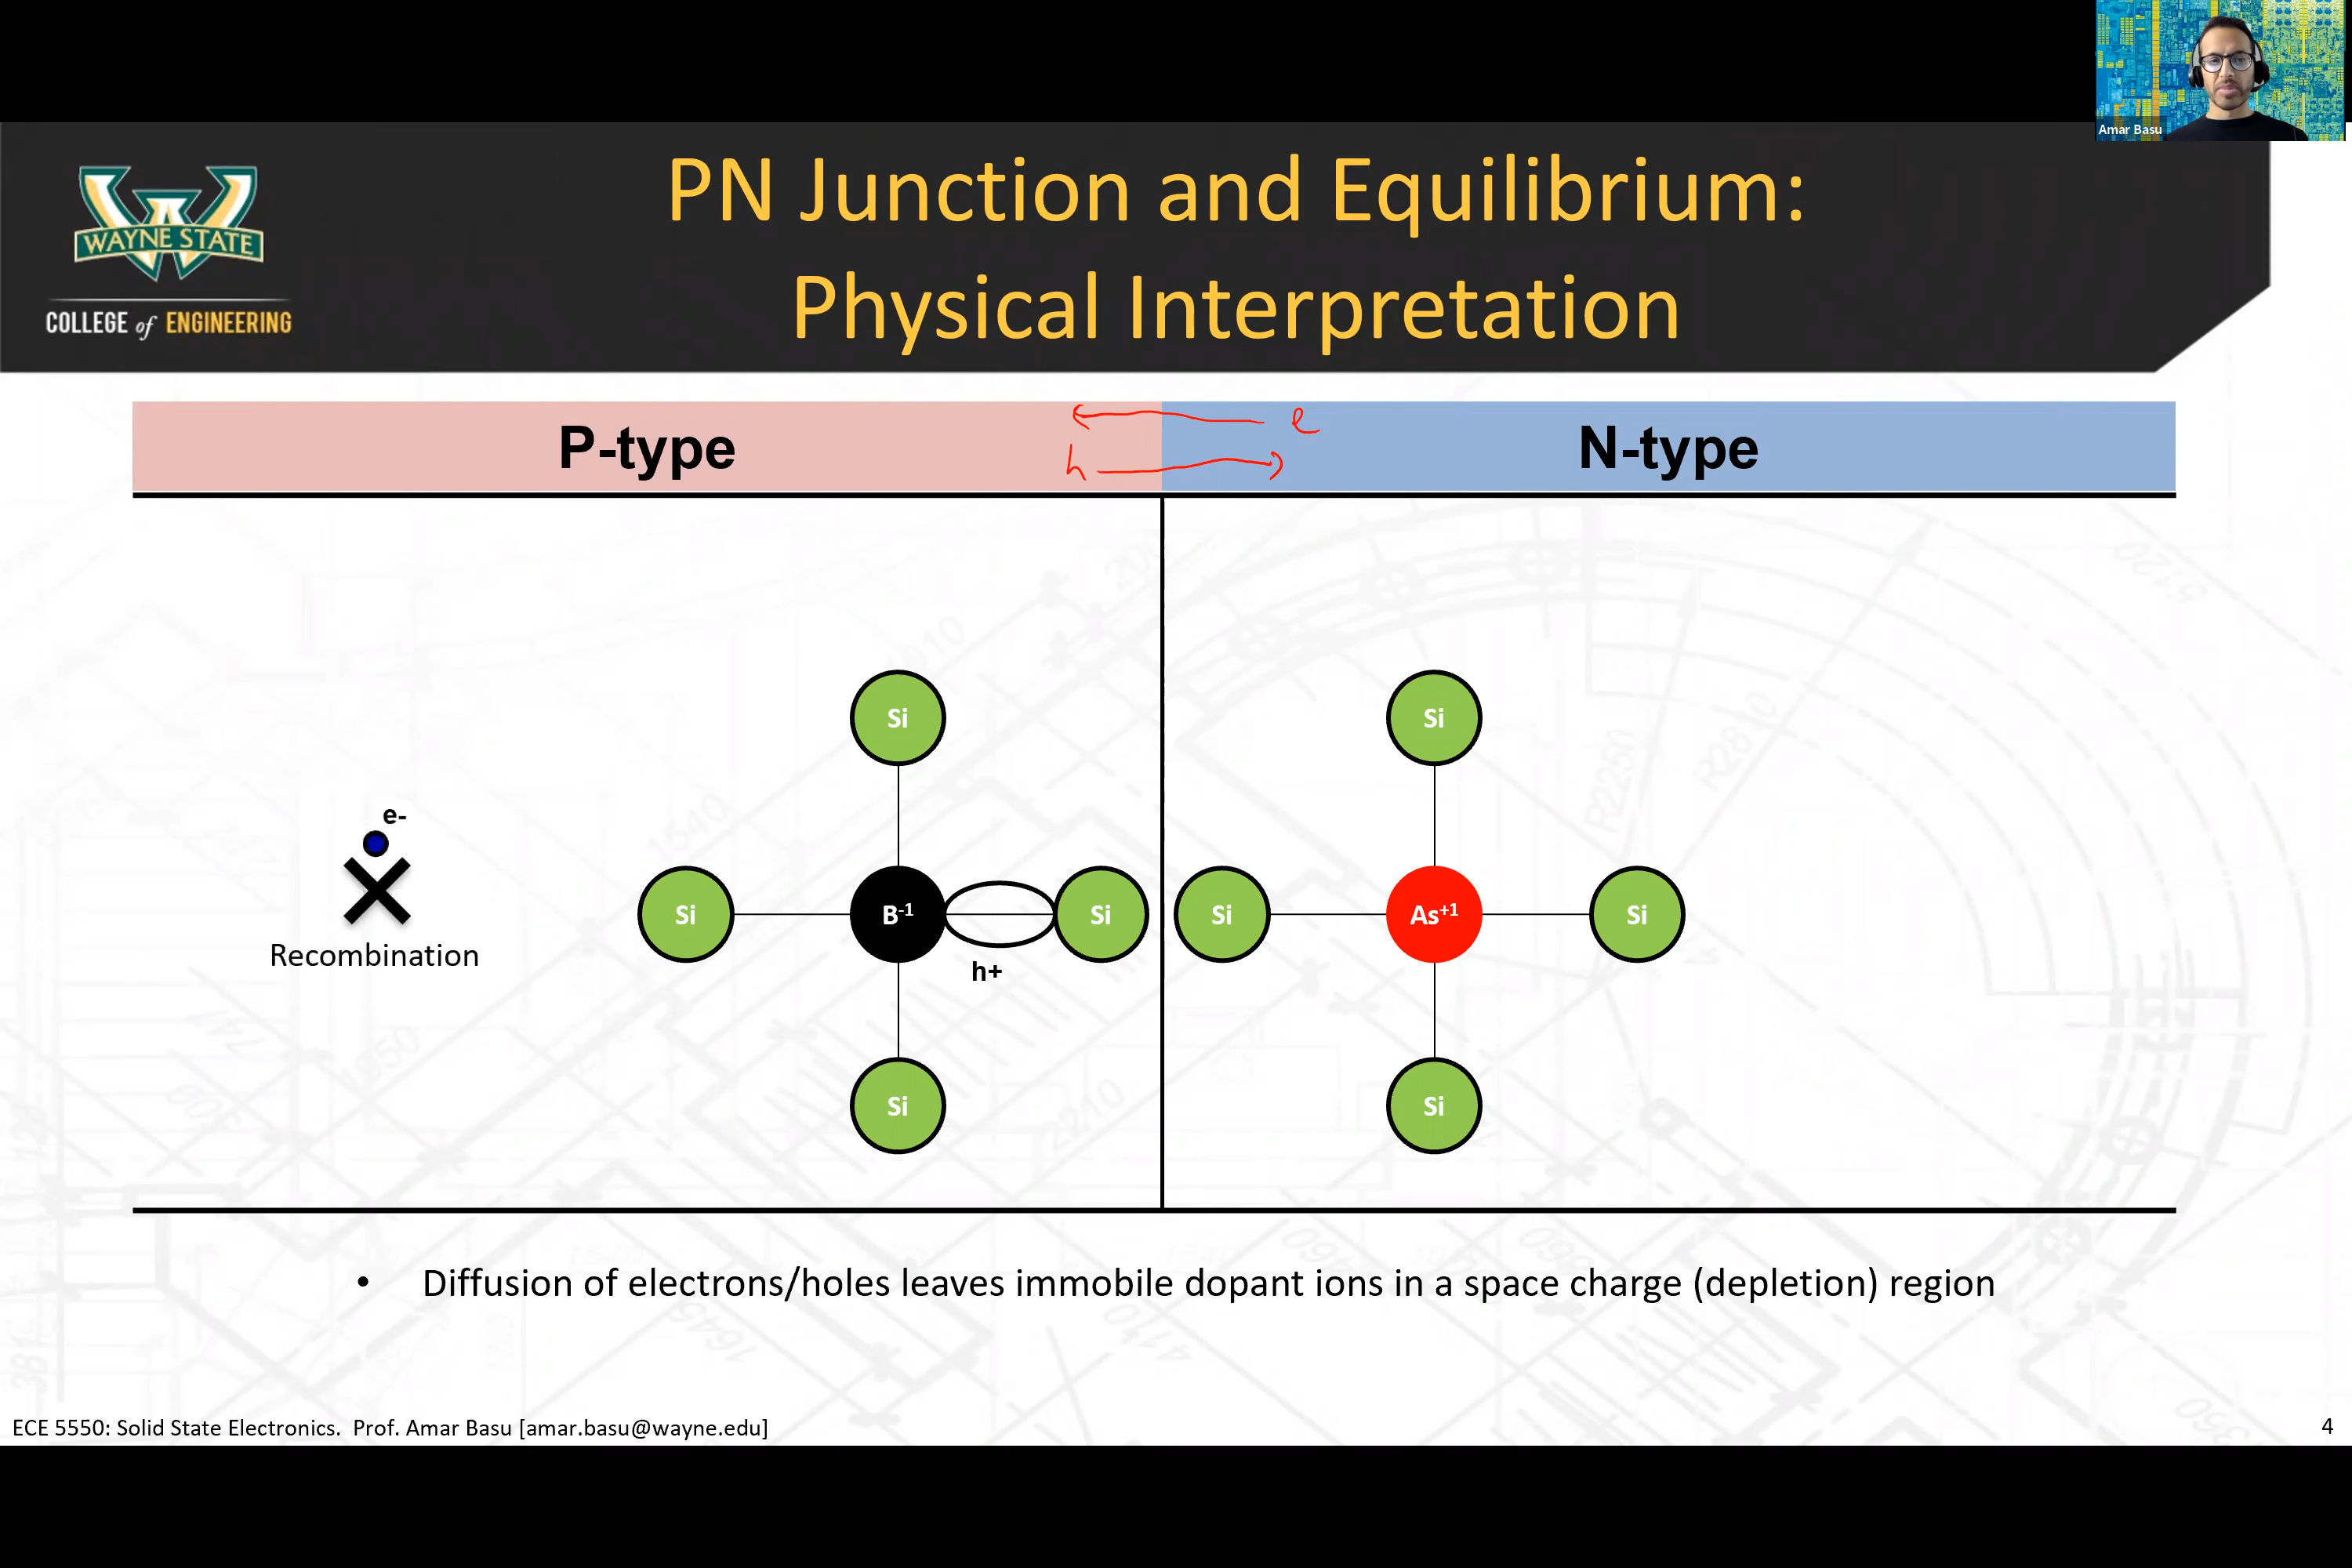 Amar Basu
PN Junction and Equilibrium:
Physical Interpretation
WAYNE STATE
COLLEGE of ENGINEERING
P-type
e
h
N-type
Si
Si
e-
Recombination
Si
B-1
Si
h+
Si
As+1
Si
Si
Si
• Diffusion of electrons/holes leaves immobile dopant ions in a space charge (depletion) region
ECE 5550: Solid State Electronics. Prof. Amar Basu [amar.basu@wayne.edu]
4